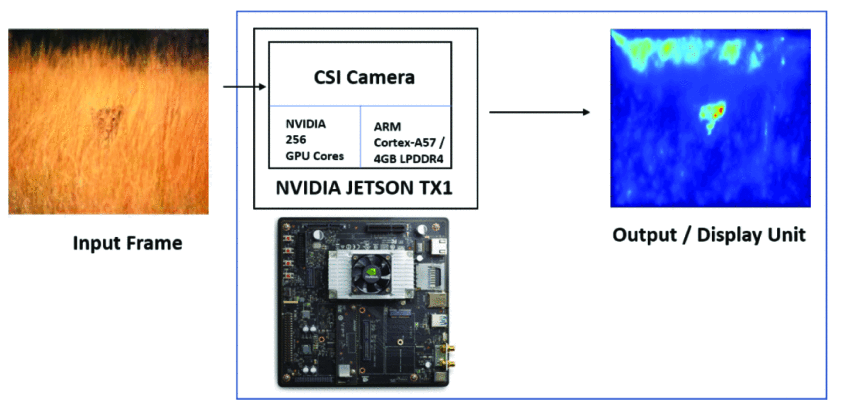 CSI Camera
NVIDIA
256
GPU Cores
ARM
Cortex-A57 /
4GB LPDDR4
NVIDIA JETSON TX1
Input Frame
Output / Display Unit